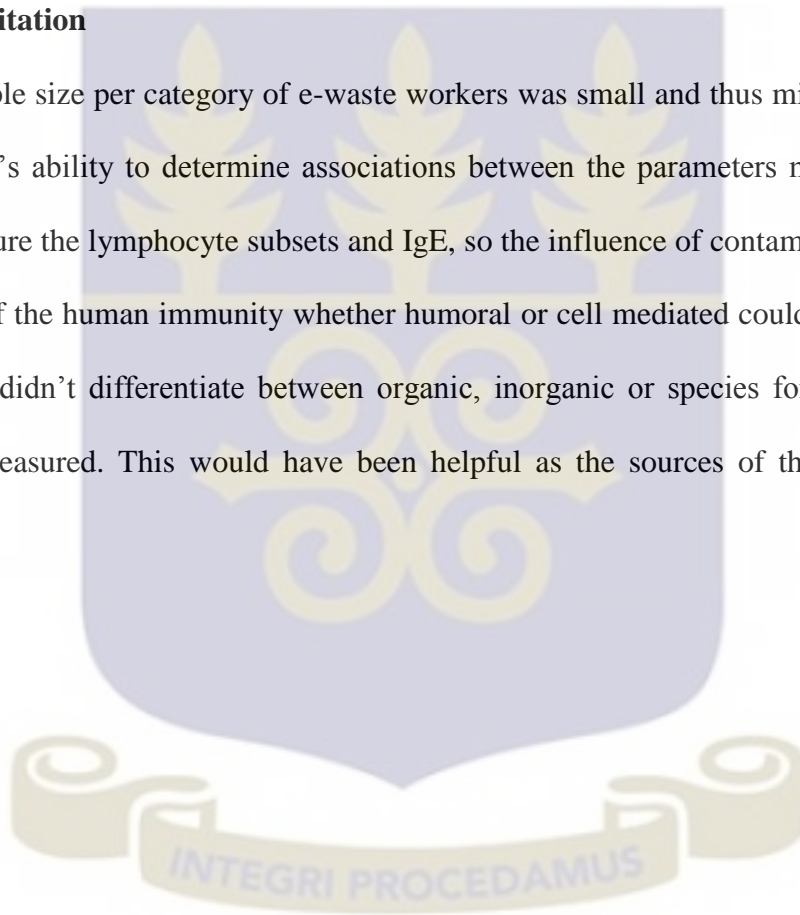 itation
ole size per category of e-waste workers was small and thus mi
's ability to determine associations between the parameters m
ure the lymphocyte subsets and IgE, so the influence of contam
f the human immunity whether humoral or cell mediated could
didn't differentiate between organic, inorganic or species for
easured. This would have been helpful as the sources of th
INTEGRI PROCEDAMUS